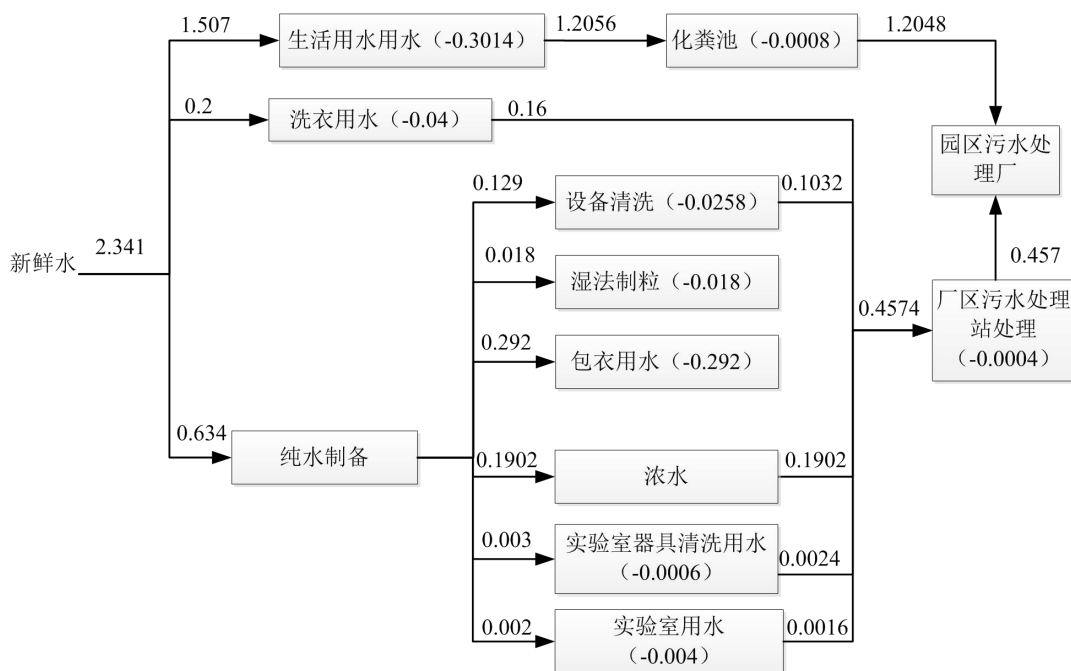 1.507
生活用水用水（-0.3014）
1.2056
化粪池（-0.0008）
1.2048
0.2
洗衣用水（-0.04）
0.16
园区污水处
理厂
0.129
设备清洗（-0.0258）
0.1032
新鲜水
2.341
0.018
湿法制粒（-0.018）
0.457
厂区污水处理
站处理
（-0.0004）
0.4574
0.292
包衣用水（-0.292）
0.634
纯水制备
0.1902
浓水
0.1902
0.003
实验室器具清洗用水
（-0.0006）
0.0024
0.002
实验室用水
（-0.004）
0.0016